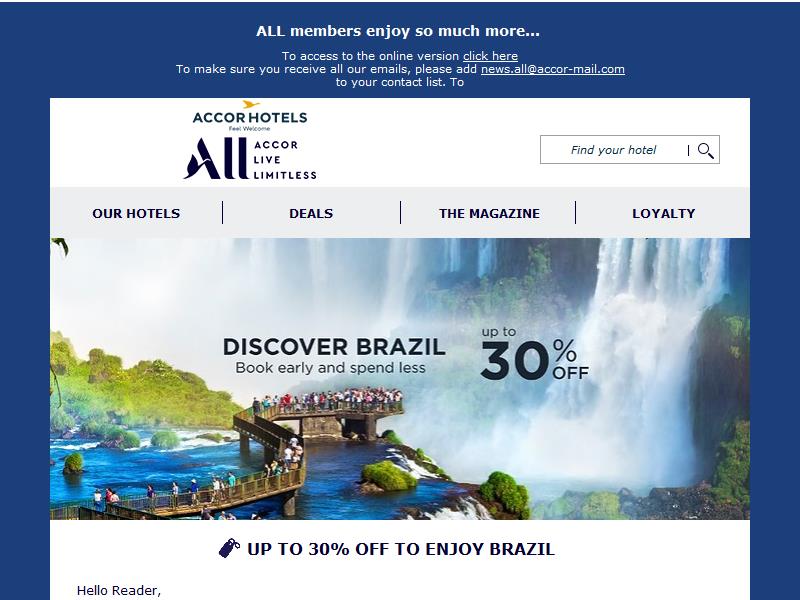 ALL members enjoy so much more...
To access to the online version click here
To make sure you receive all our emails, please add news.all@accor-mail.com
to your contact list. To
ACCORHOTELS
Feel Welcome
ALL ACCOR
LIVE
LIMITLESS
Find your hotel
OUR HOTELS
DEALS
THE MAGAZINE
LOYALTY
DISCOVER BRAZIL
Book early and spend less
up to
30%
OFF
UP TO 30% OFF TO ENJOY BRAZIL
Hello Reader,